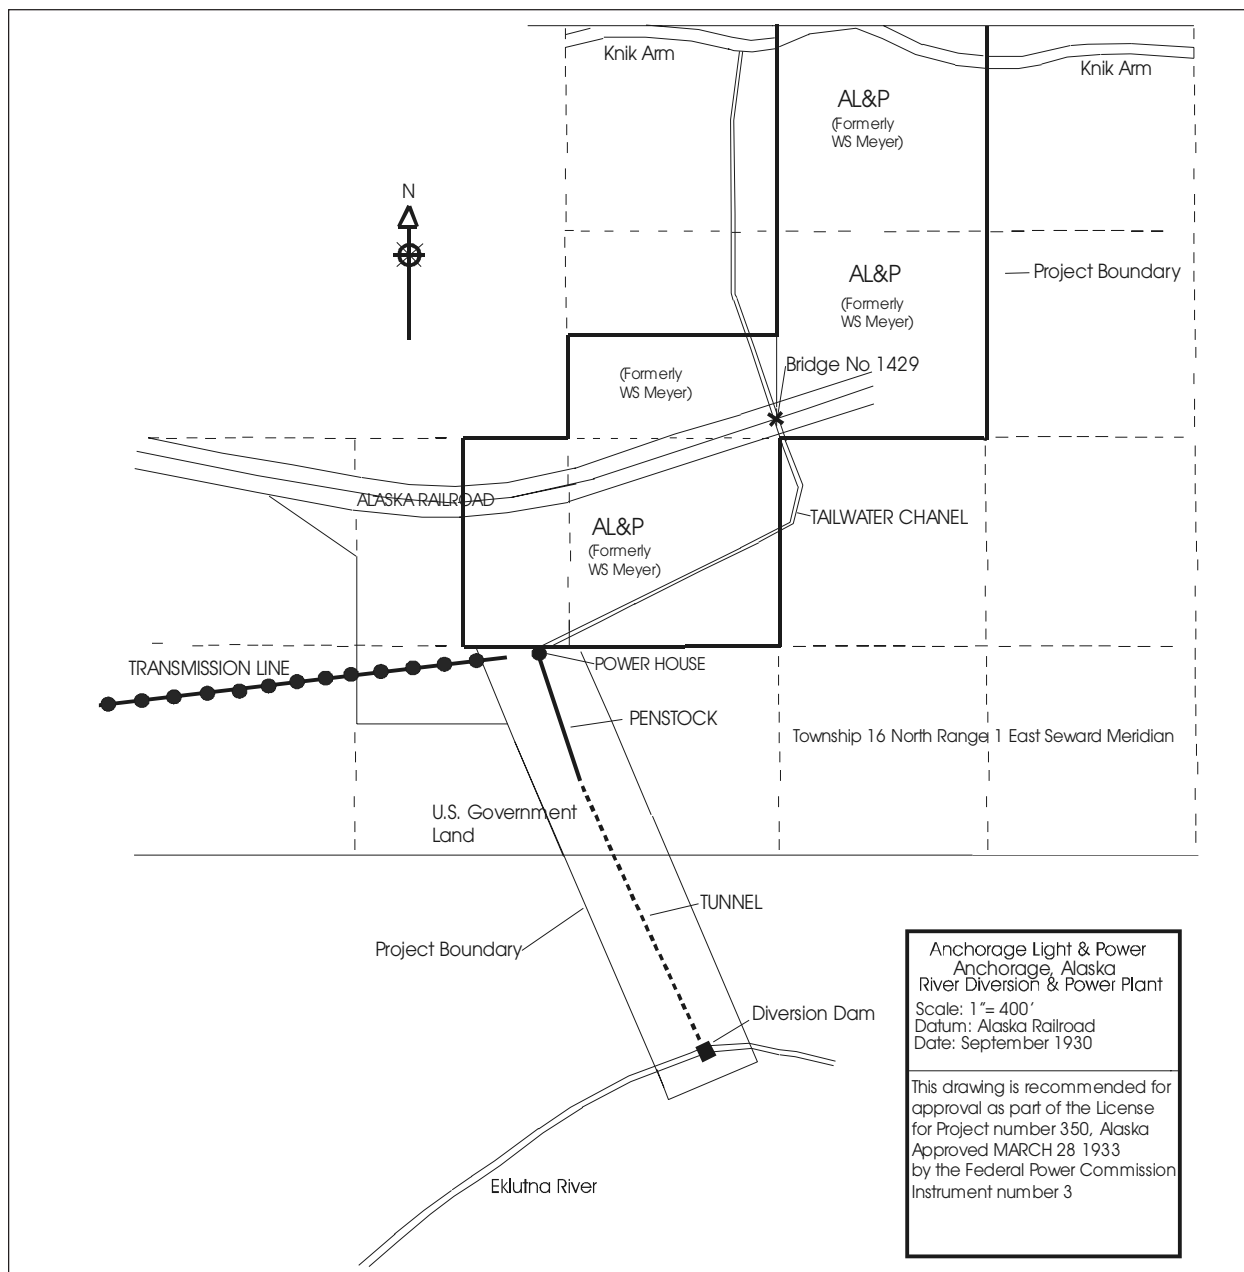 Knik Arm
Knik Arm
AL&P
(Formerly
WS Meyer)
N
AL&P
(Formerly
WS Meyer)
Project Boundary
(Formerly
WS Meyer)
Bridge No 1429
ALASKA RAILROAD
TAILWATER CHANEL
AL&P
(Formerly
WS Meyer)
TRANSMISSION LINE
POWER HOUSE
PENSTOCK
Township 16 North Range 1 East Seward Meridian
U.S. Government
Land
TUNNEL
Project Boundary
Diversion Dam
Eklutna River
Anchorage Light & Power
Anchorage, Alaska
River Diversion & Power Plant
Scale: 1"= 400'
Datum: Alaska Railroad
Date: September 1930
This drawing is recommended for
approval as part of the License
for Project number 350, Alaska
Approved MARCH 28 1933
by the Federal Power Commission
Instrument number 3